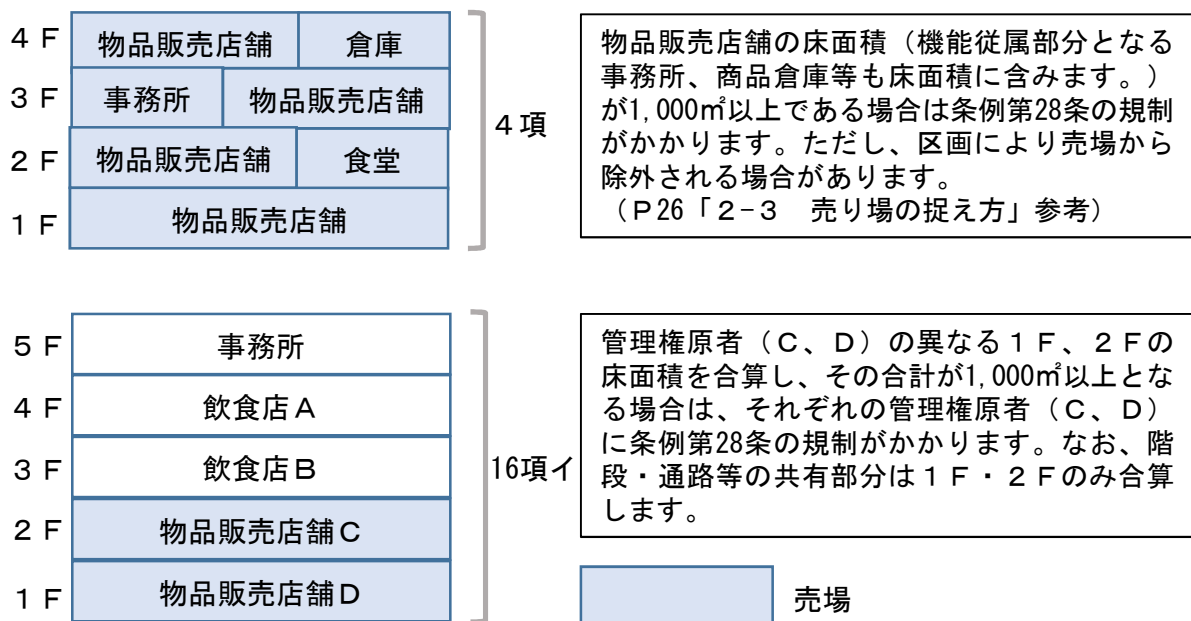 4F 物品販売店舗 倉庫
3F 事務所 物品販売店舗
2F 物品販売店舗 食堂
1F 物品販売店舗
4項
物品販売店舗の床面積（機能従属部分となる
事務所、商品倉庫等も床面積に含みます。）
が1,000㎡以上である場合は条例第28条の規制
がかかります。ただし、区画により売場から
除外される場合があります。
（P26「2-3 売り場の捉え方」参考）
5F 事務所
4F 飲食店A
3F 飲食店B
2F 物品販売店舗C
1F 物品販売店舗D
16項イ
管理権原者（C、D）の異なる1F、2Fの
床面積を合算し、その合計が1,000㎡以上とな
る場合は、それぞれの管理権原者（C、D）
に条例第28条の規制がかかります。なお、階
段・通路等の共有部分は1F・2Fのみ合算
します。
売場